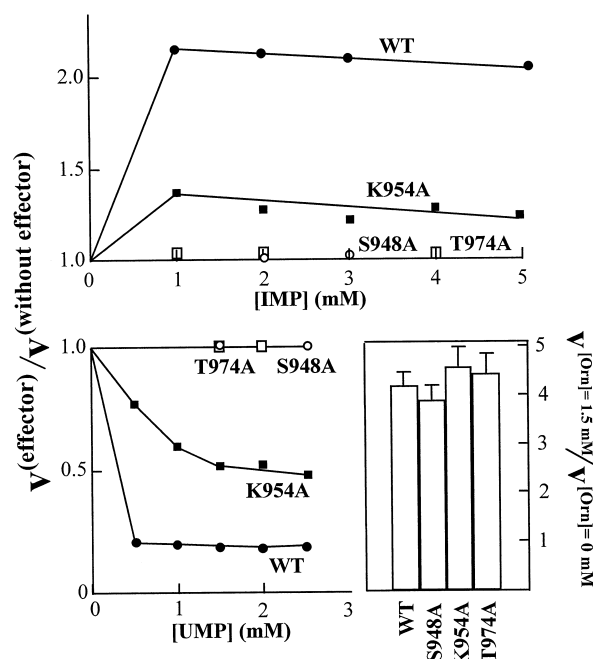 WT
2.0
1.5
K954A
S948A
T974A
1.0
0
1
2
3
4
5
[IMP] (mM)
V(effector)/V(without effector)
1.0
T974A
S948A
0.5
K954A
WT
0
0
1
2
3
[UMP] (mM)
5
4
3
2
1
V [Orn]= 1.5 mM/V [Orn]= 0 mM
WT
S948A
K954A
T974A